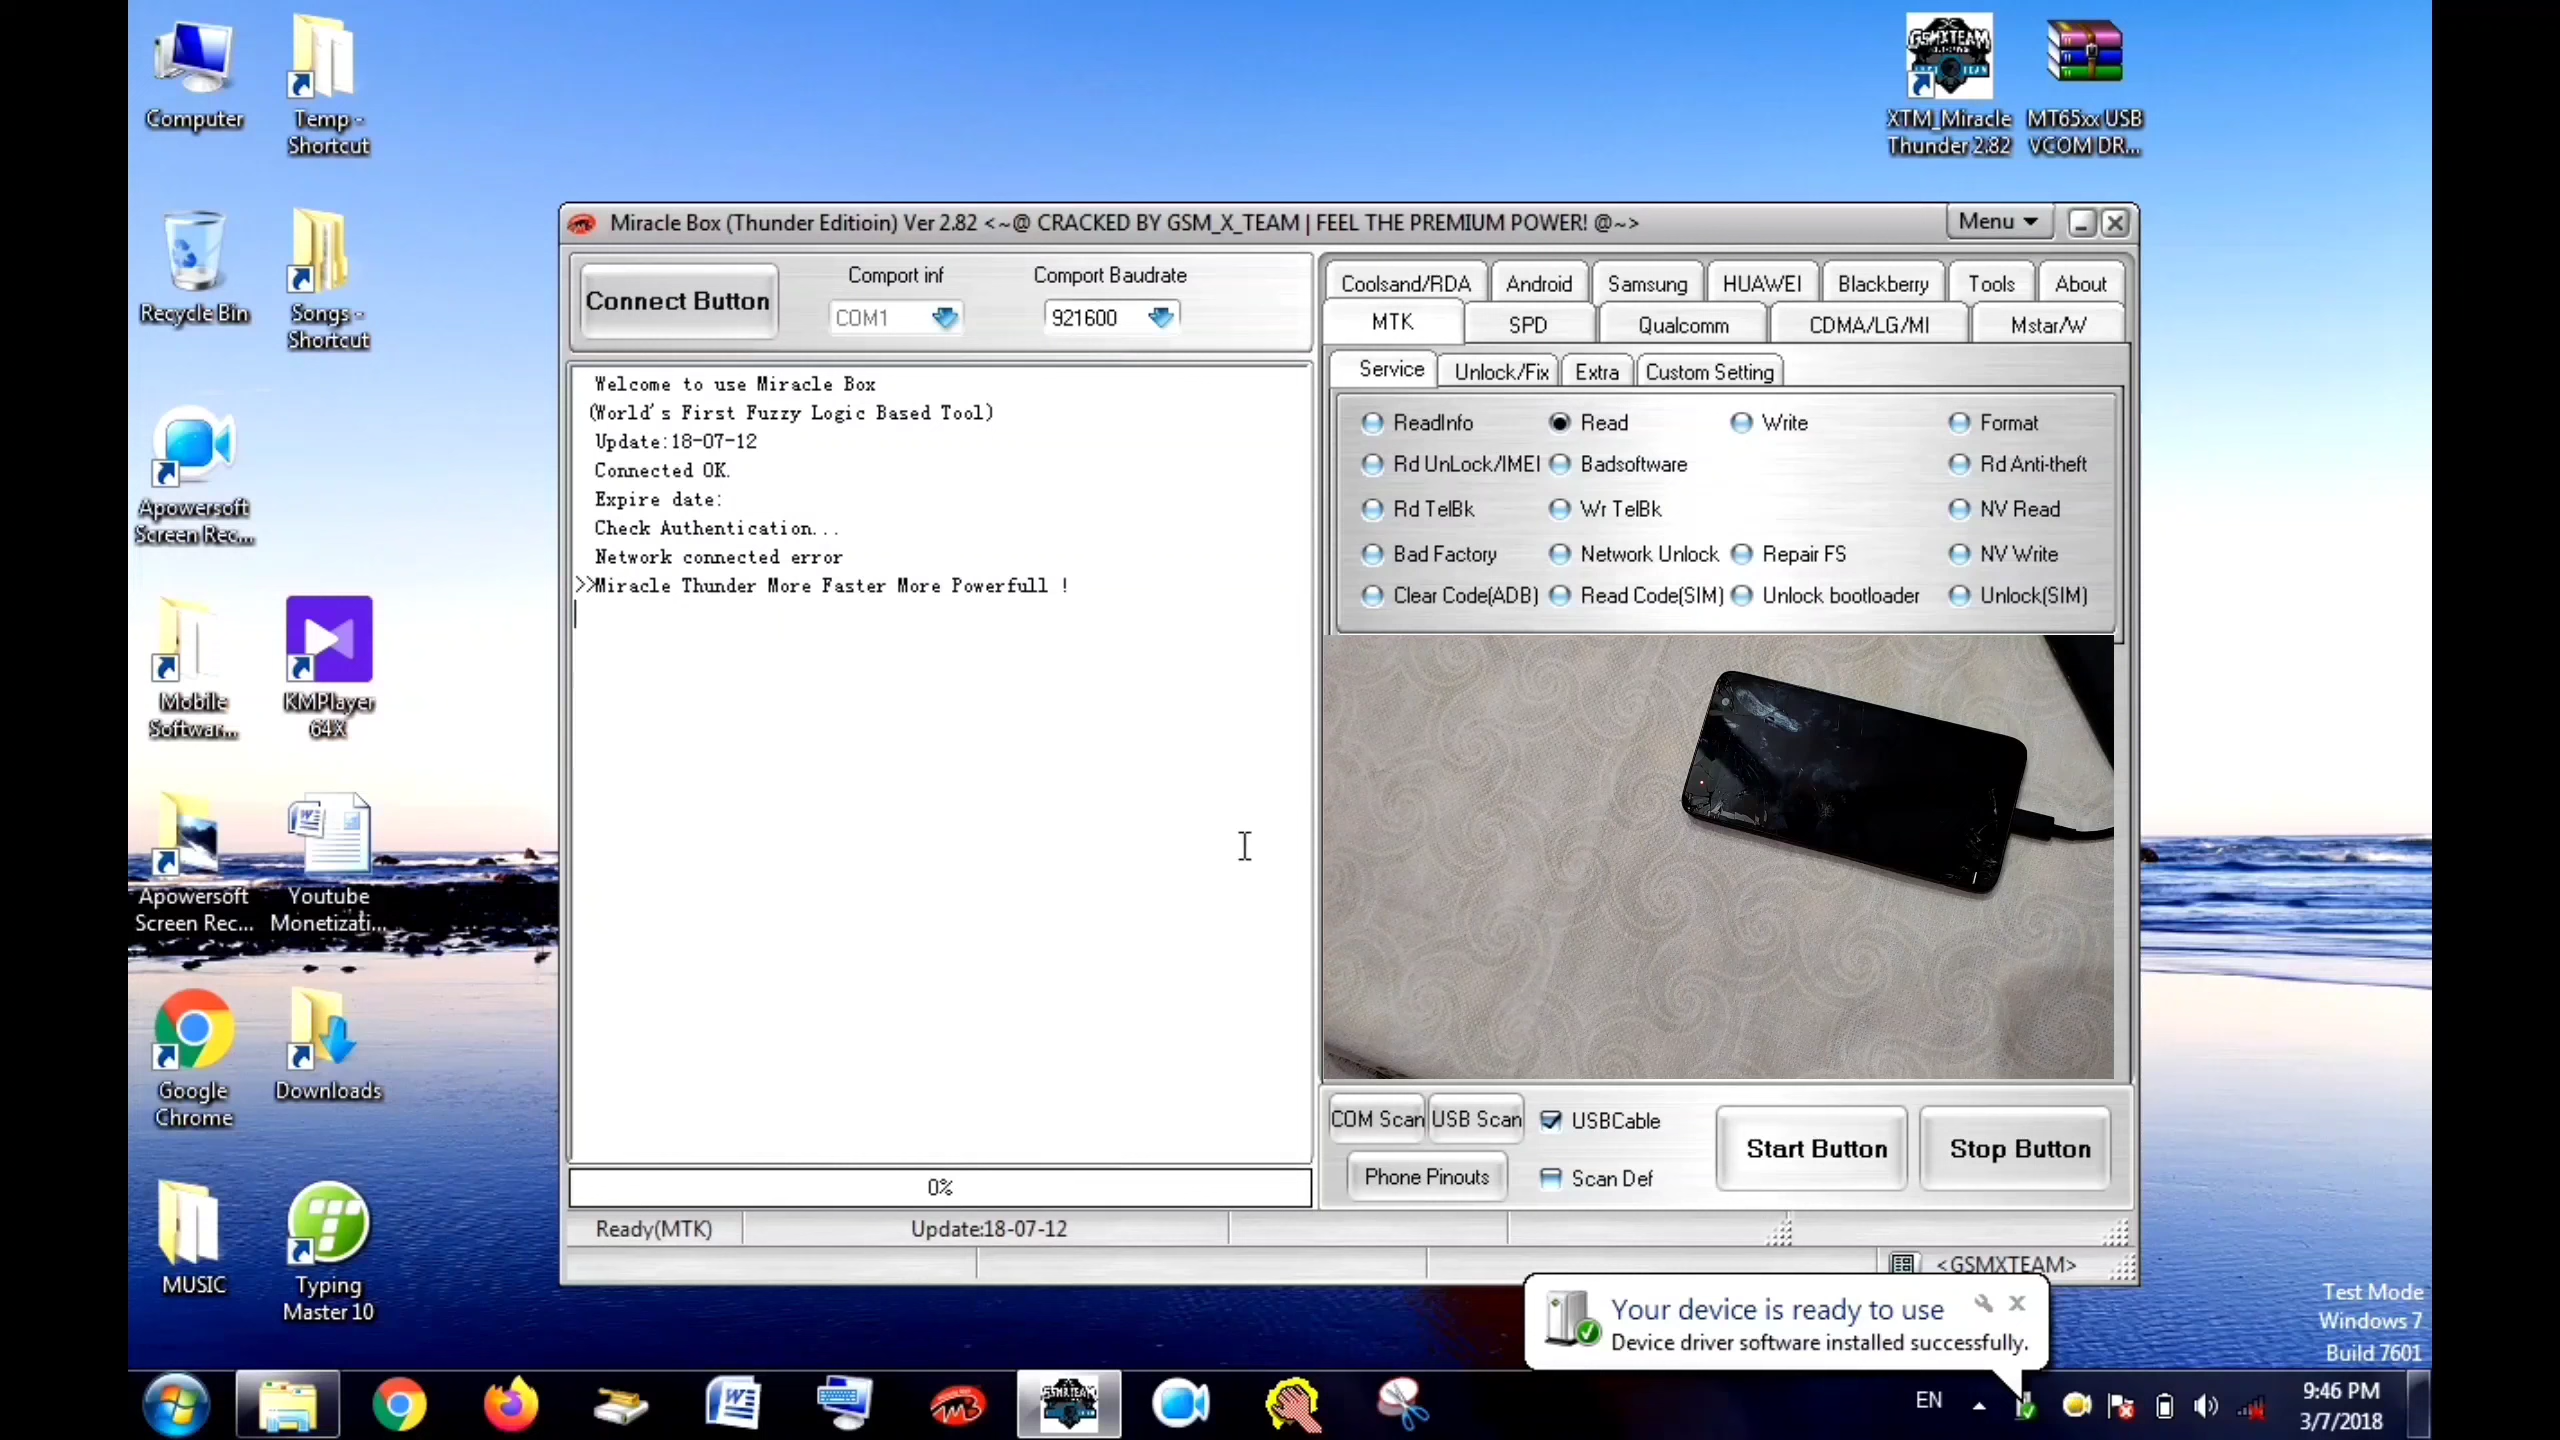 Computer
Temp -
Shortcut
Recycle Bin
Songs -
Shortcut
Apowersoft
Screen Rec...
Mobile
Softwar...
KMPlayer
64X
Apowersoft
Screen Rec...
Youtube
Monetizati...
Google
Chrome
Downloads
MUSIC
Typing
Master 10
GSMXTEAM
XTM_Miracle
Thunder 2.82
MT65xx USB
VCOM DR...
Miracle Box (Thunder Editioin) Ver 2.82 <~@ CRACKED BY GSM_X_TEAM | FEEL THE PREMIUM POWER! @~>
Menu
Connect Button
Comport inf
COM1
Comport Baudrate
921600
Welcome to use Miracle Box
(World's First Fuzzy Logic Based Tool)
Update:18-07-12
Connected OK.
Expire date:
Check Authentication...
Network connected error
>>Miracle Thunder More Faster More Powerfull !
0%
Ready(MTK)
Update:18-07-12
Coolsand/RDA
Android
Samsung
HUAWEI
Blackberry
Tools
About
MTK
SPD
Qualcomm
CDMA/LG/MI
Mstar/W
Service
Unlock/Fix
Extra
Custom Setting
ReadInfo
Read
Write
Format
Rd UnLock/IMEI
Badsoftware
Rd Anti-theft
Rd TelBk
Wr TelBk
NV Read
Bad Factory
Network Unlock
Repair FS
NV Write
Clear Code(ADB)
Read Code(SIM)
Unlock bootloader
Unlock(SIM)
COM Scan
USB Scan
USBCable
Phone Pinouts
Scan Def
Start Button
Stop Button
<GSMXTEAM>
Your device is ready to use
Device driver software installed successfully.
Test Mode
Windows 7
Build 7601
EN
9:46 PM
3/7/2018